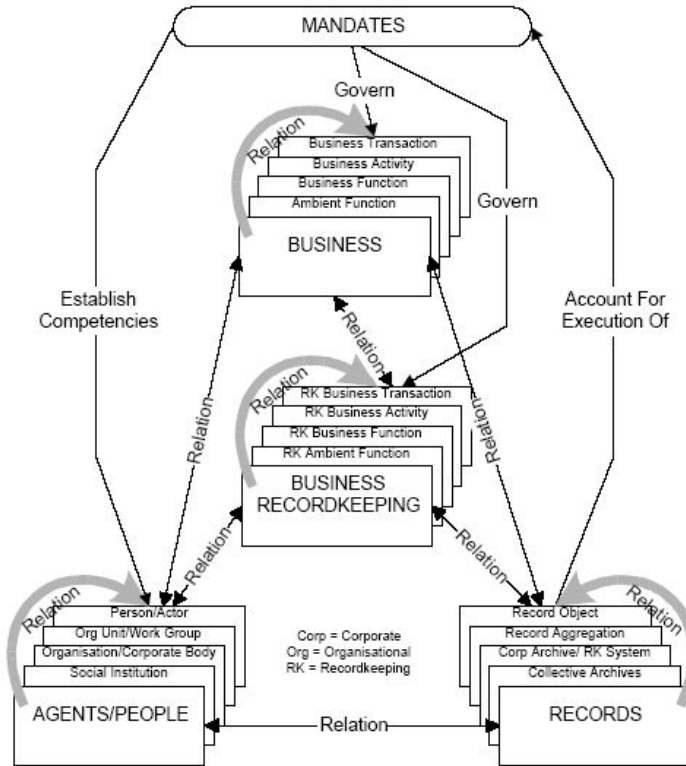 MANDATES
Govern
Relation
Business Transaction
Business Activity
Business Function
Ambient Function
BUSINESS
Govern
Establish
Competencies
Account For
Execution Of
Relation
Relation
RK Business Transaction
RK Business Activity
RK Business Function
RK Ambient Function
BUSINESS
RECORDKEEPING
Relation
Relation
Relation
Relation
Relation
Person/Actor
Org Unit/Work Group
Organisation/Corporate Body
Social Institution
AGENTS/PEOPLE
Corp = Corporate
Org = Organisational
RK = Recordkeeping
Relation
Record Object
Record Aggregation
Corp Archive/ RK System
Collective Archives
RECORDS
Relation